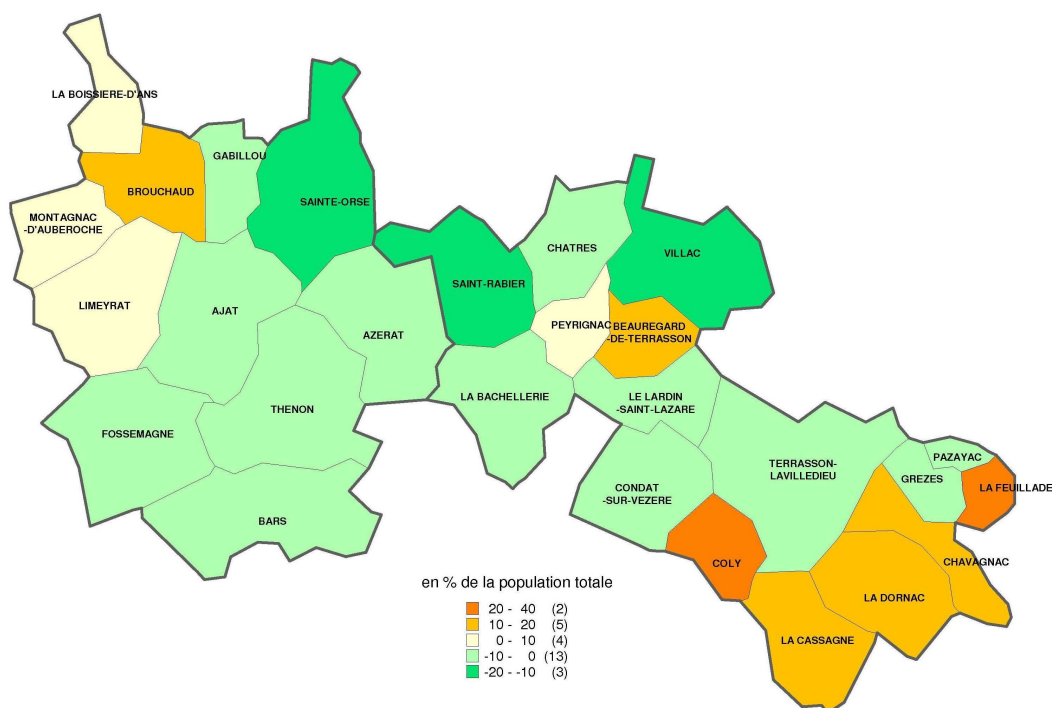 LA BOISSIERE-D'ANS
GABILLOU
BROUCHAUD
SAINTE-ORSE
MONTAGNAC
-D'AUBEROCHE
CHATRES
VILLAC
SAINT-RABIER
LIMEYRAT
AJAT
AZERAT
PEYRIGNAC
BEAUREGARD
-DE-TERRASSON
THENON
LA BACHELLERIE
LE LARDIN
-SAINT-LAZARE
FOSSEMAGNE
TERRASSON-
LAVILLEDIEU
PAZAYAC
GREZES
LA FEUILLADE
CONDAT
-SUR-VEZERE
BARS
COLY
CHAVAGNAC
LA DORNAC
LA CASSAGNE
en % de la population totale
20 - 40 (2)
10 - 20 (5)
0 - 10 (4)
-10 - 0 (13)
-20 - -10 (3)